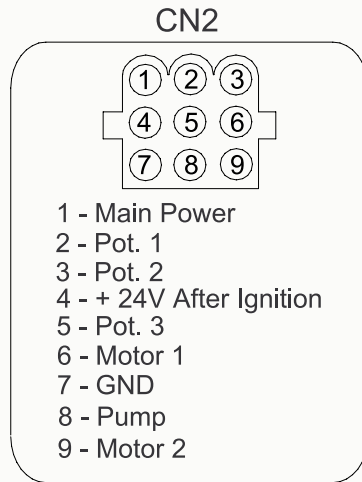 CN2
1 2 3
4 5 6
7 8 9
1 - Main Power
2 - Pot. 1
3 - Pot. 2
4 - + 24V After Ignition
5 - Pot. 3
6 - Motor 1
7 - GND
8 - Pump
9 - Motor 2